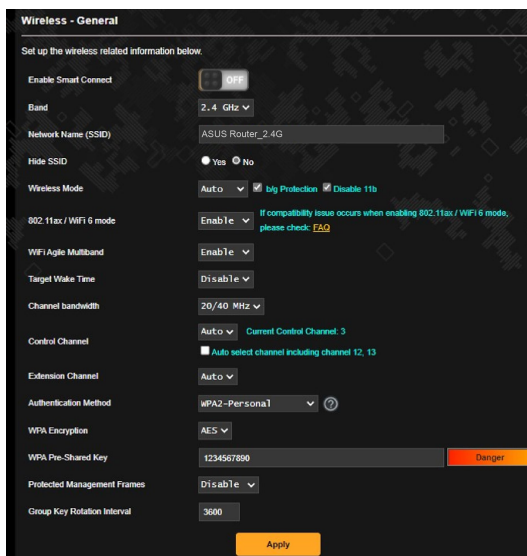 Wireless - General
Set up the wireless related information below.
Enable Smart Connect OFF
Band 2.4 GHz
Network Name (SSID) ASUS Router_2.4G
Hide SSID Yes No
Wireless Mode Auto b/g Protection Disable 11b
802.11ax / WiFi 6 mode Enable If compatibility issue occurs when enabling 802.11ax / WiFi 6 mode,
please check: FAQ
WiFi Agile Multiband Enable
Target Wake Time Disable
Channel bandwidth 20/40 MHz
Control Channel Auto Current Control Channel: 3
Auto select channel including channel 12, 13
Extension Channel Auto
Authentication Method WPA2-Personal ?
WPA Encryption AES
WPA Pre-Shared Key 1234567890 Danger
Protected Management Frames Disable
Group Key Rotation Interval 3600
Apply